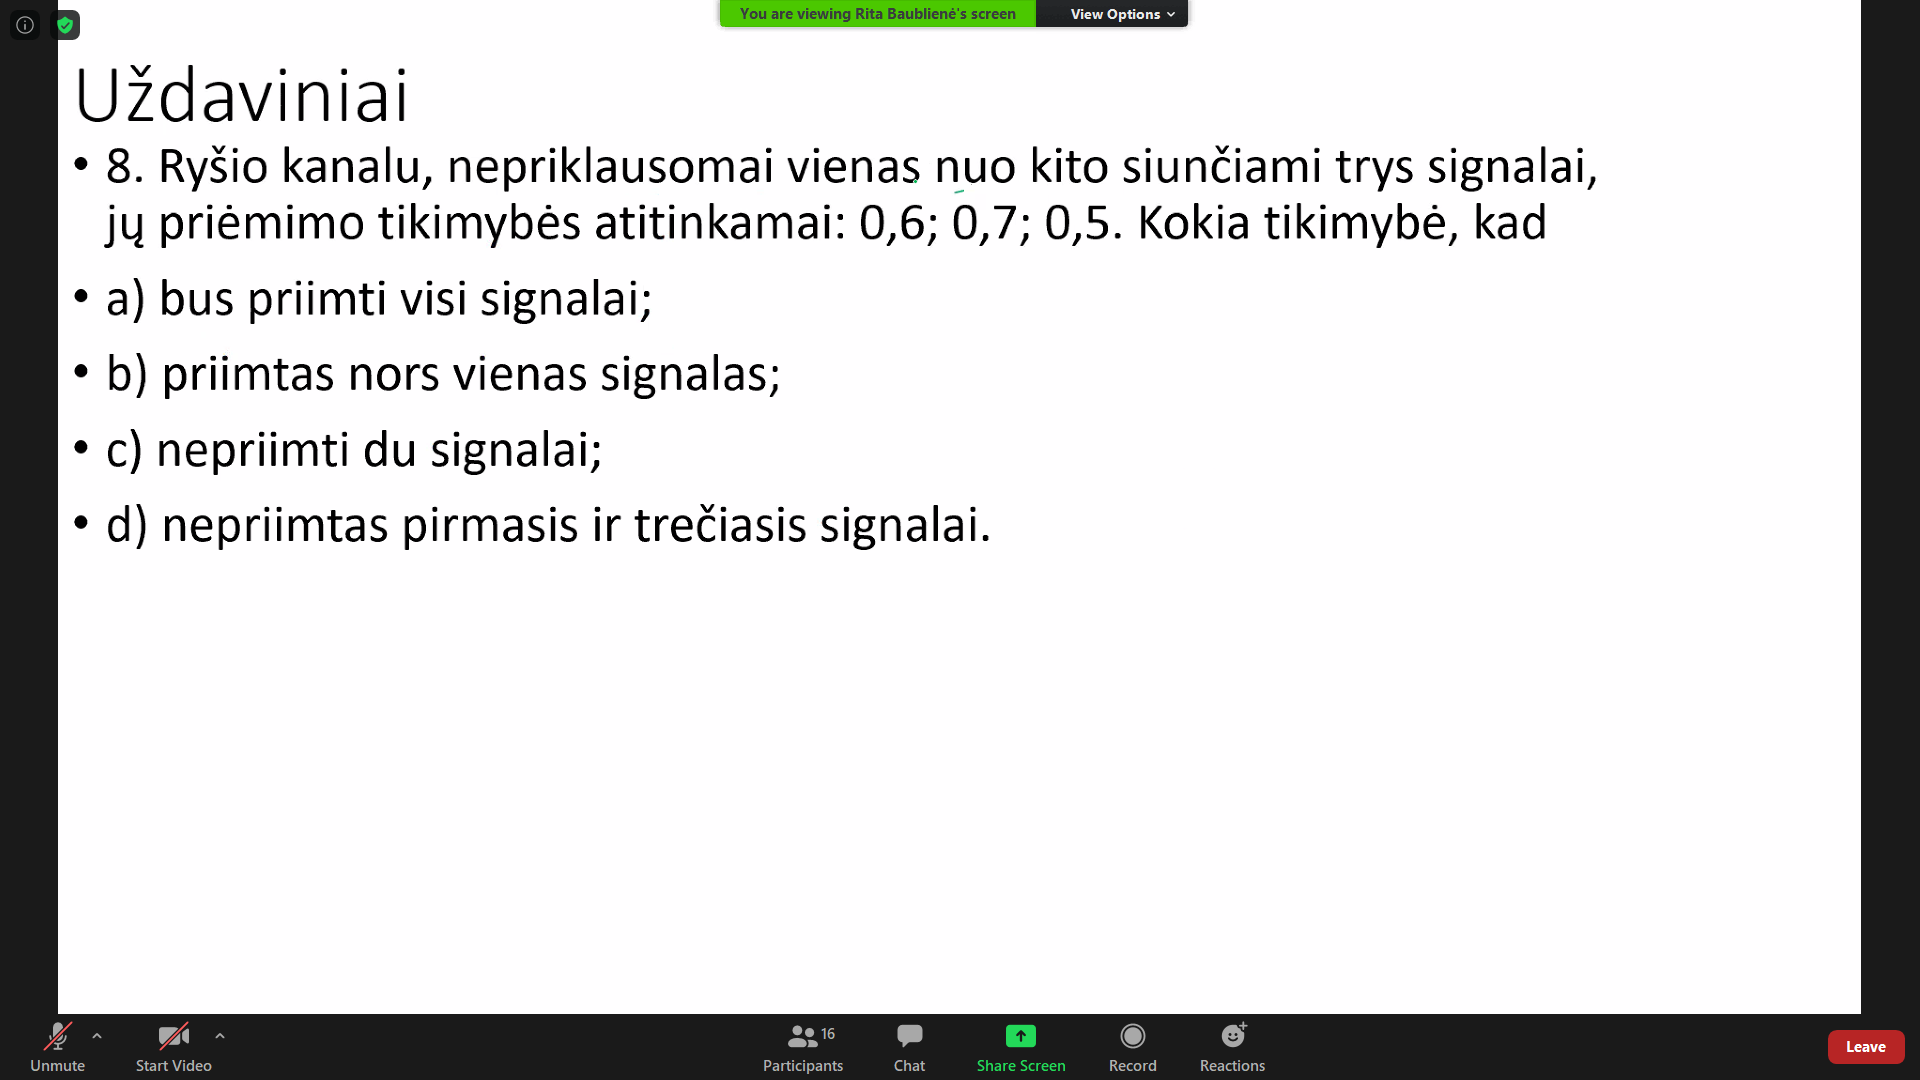 You are viewing Rita Baublienė's screen
View Options
Uždaviniai
• 8. Ryšio kanalu, nepriklausomai vienas nuo kito siunčiami trys signalai,
jų priėmimo tikimybės atitinkamai: 0,6; 0,7; 0,5. Kokia tikimybė, kad
• a) bus priimti visi signalai;
• b) priimtas nors vienas signalas;
• c) nepriimti du signalai;
• d) nepriimtas pirmasis ir trečiasis signalai.
16
Unmute
Start Video
Participants
Chat
Share Screen
Record
Reactions
Leave